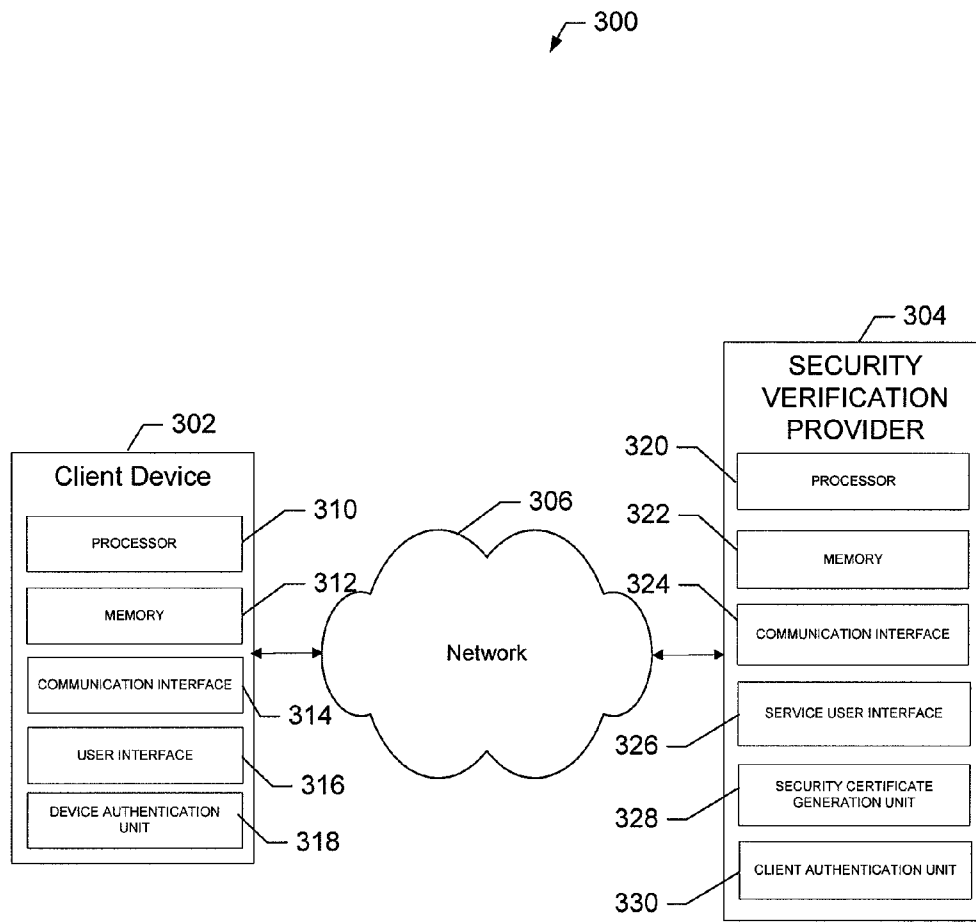 300
304
SECURITY
VERIFICATION
PROVIDER
320
PROCESSOR
322
MEMORY
324
COMMUNICATION INTERFACE
326
SERVICE USER INTERFACE
328
SECURITY CERTIFICATE
GENERATION UNIT
330
CLIENT AUTHENTICATION UNIT
302
Client Device
310
PROCESSOR
312
MEMORY
COMMUNICATION INTERFACE
314
USER INTERFACE
316
DEVICE AUTHENTICATION
UNIT
318
306
Network